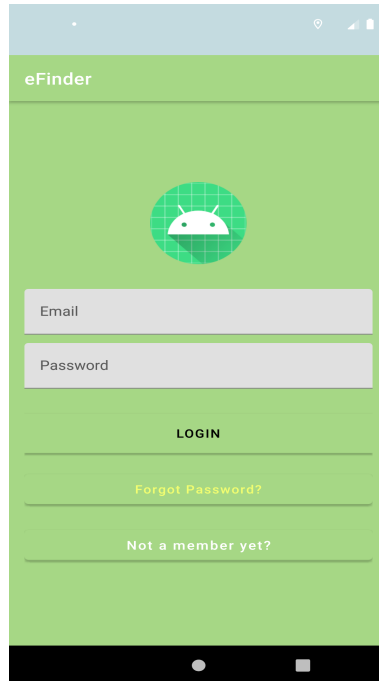 eFinder
Email
Password
LOGIN
Forgot Password?
Not a member yet?